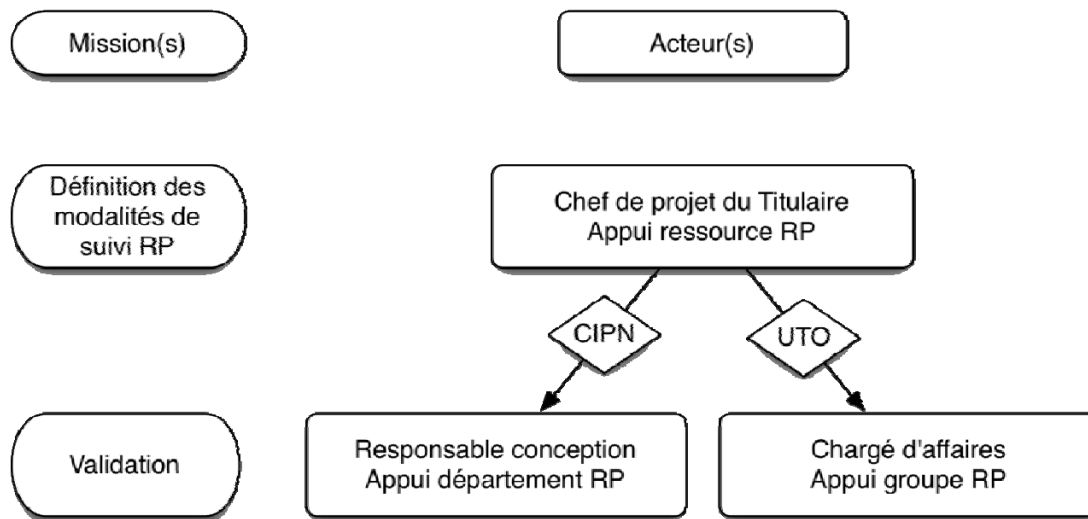 Mission(s)
Acteur(s)
Définition des
modalités de
suivi RP
Chef de projet du Titulaire
Appui ressource RP
CIPN
UTO
Validation
Responsable conception
Appui département RP
Chargé d'affaires
Appui groupe RP